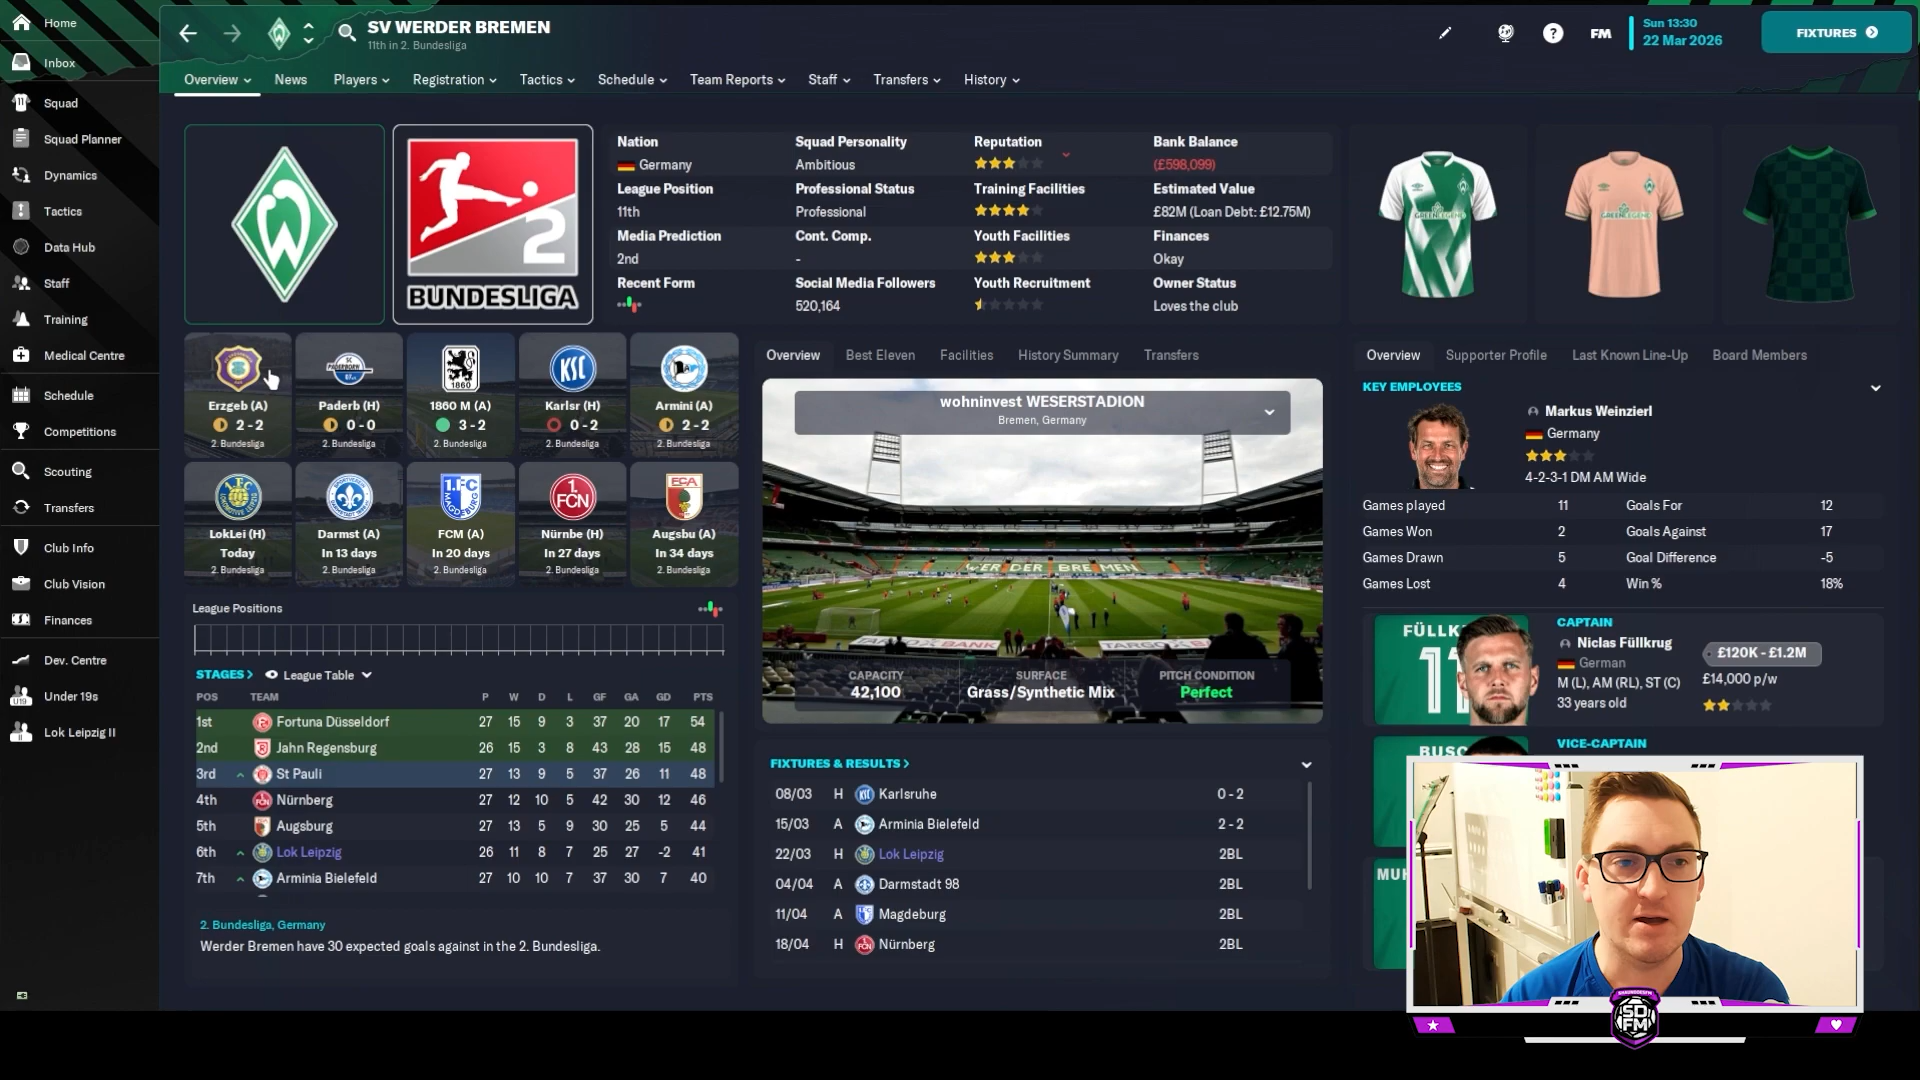 Home
Inbox
Squad
Squad Planner
Dynamics
Tactics
Data Hub
Staff
Training
Medical Centre
Schedule
Competitions
Scouting
Transfers
Club Info
Club Vision
Finances
Dev. Centre
Under 19s
Lok Leipzig II
SV WERDER BREMEN
11th in 2. Bundesliga
FM
Sun 13:30
22 Mar 2026
FIXTURES
Overview News Players Registration Tactics Schedule Team Reports Staff Transfers History
2
BUNDESLIGA
Nation
Germany
League Position
11th
Media Prediction
2nd
Recent Form
Squad Personality
Ambitious
Professional Status
Professional
Cont. Comp.
-
Social Media Followers
520,164
Reputation
Training Facilities
Youth Facilities
Youth Recruitment
Bank Balance
(£598,099)
Estimated Value
£82M (Loan Debt: £12.75M)
Finances
Okay
Owner Status
Loves the club
Erzgeb (A)
2 - 2
2. Bundesliga
Paderb (H)
0 - 0
2. Bundesliga
1860 M (A)
3 - 2
2. Bundesliga
Karlsr (H)
0 - 2
2. Bundesliga
Armini (A)
2 - 2
2. Bundesliga
LokLei (H)
Today
2. Bundesliga
Darmst (A)
In 13 days
2. Bundesliga
FCM (A)
In 20 days
2. Bundesliga
Nürnbe (H)
In 27 days
2. Bundesliga
Augsbu (A)
In 34 days
2. Bundesliga
League Positions
STAGES > League Table
POS TEAM P W D L GF GA GD PTS
1st Fortuna Düsseldorf 27 15 9 3 37 20 17 54
2nd Jahn Regensburg 26 15 3 8 43 28 15 48
3rd St Pauli 27 13 9 5 37 26 11 48
4th Nürnberg 27 12 10 5 42 30 12 46
5th Augsburg 27 13 5 9 30 25 5 44
6th Lok Leipzig 26 11 8 7 25 27 -2 41
7th Arminia Bielefeld 27 10 10 7 37 30 7 40
2. Bundesliga, Germany
Werder Bremen have 30 expected goals against in the 2. Bundesliga.
Overview Best Eleven Facilities History Summary Transfers
wohninvest WESERSTADION
Bremen, Germany
WERDER BREMEN
CAPACITY
42,100
SURFACE
Grass/Synthetic Mix
PITCH CONDITION
Perfect
FIXTURES & RESULTS >
08/03 H Karlsruhe 0 - 2
15/03 A Arminia Bielefeld 2 - 2
22/03 H Lok Leipzig 2BL
04/04 A Darmstadt 98 2BL
11/04 A Magdeburg 2BL
18/04 H Nürnberg 2BL
Overview Supporter Profile Last Known Line-Up Board Members
KEY EMPLOYEES
Markus Weinzierl
Germany
4-2-3-1 DM AM Wide
Games played 11 Goals For 12
Games Won 2 Goals Against 17
Games Drawn 5 Goal Difference -5
Games Lost 4 Win % 18%
FÜLLK
11
CAPTAIN
Niclas Füllkrug
German
M (L), AM (RL), ST (C)
33 years old
£120K - £1.2M
£14,000 p/w
BUSC
VICE-CAPTAIN
SDFM